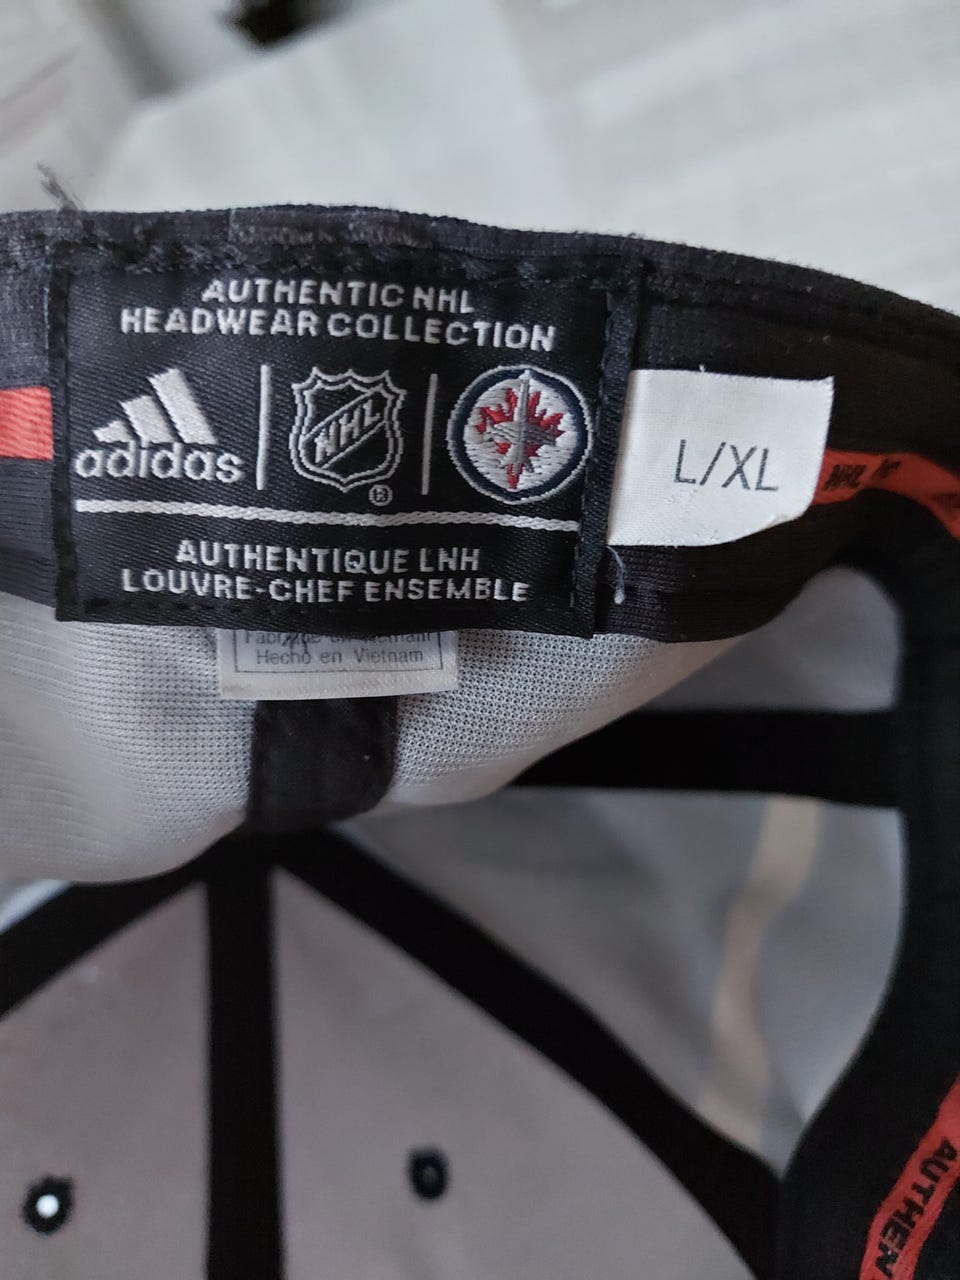 AUTHENTIC NHL
HEADWEAR COLLECTION
adidas
NHL
®
AUTHENTIQUE LNH
LOUVRE-CHEF ENSEMBLE
L/XL
Hecho en Vietnam
AUTHEN